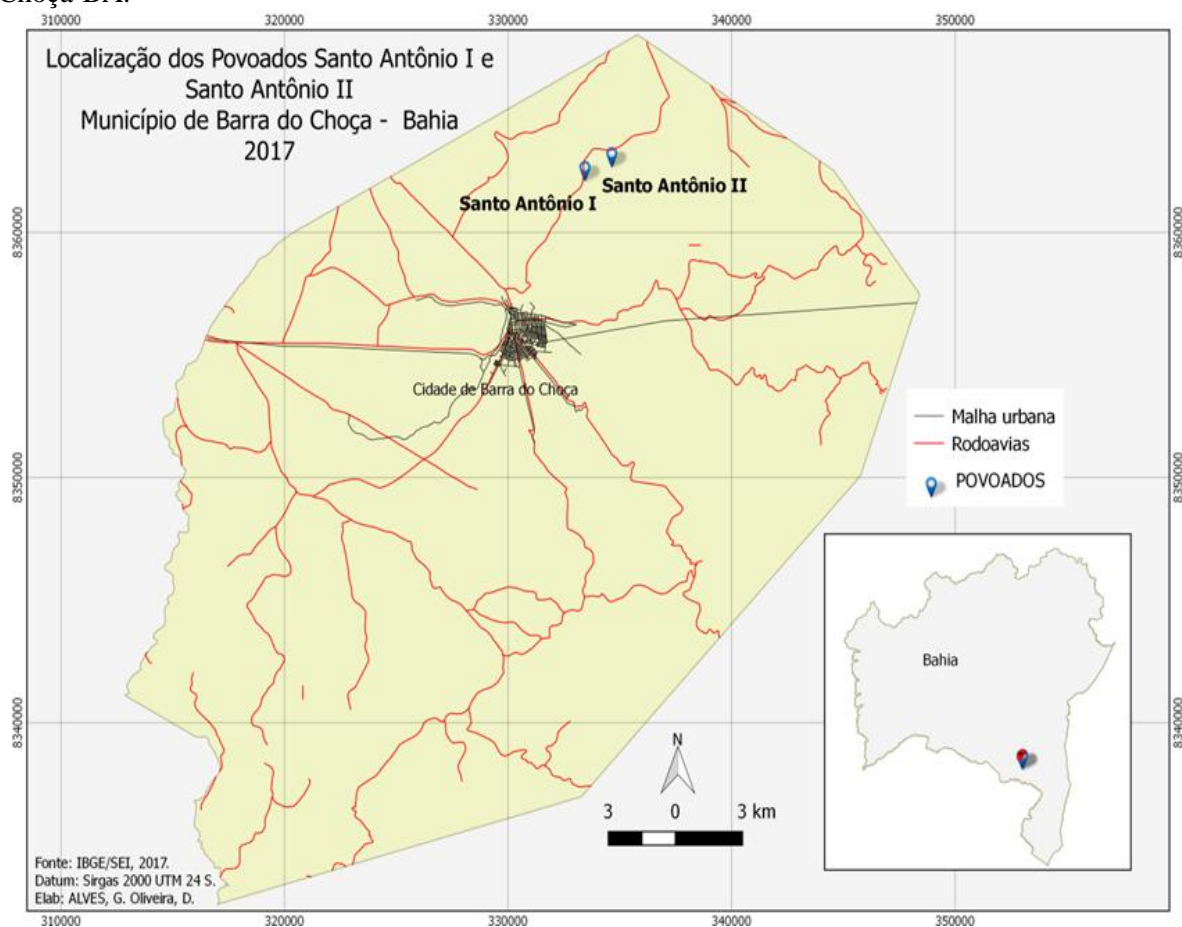 Choça-BA.
310000
320000
330000
340000
350000
Localização dos Povoados Santo Antônio I e
Santo Antônio II
Município de Barra do Choça - Bahia
2017
Santo Antônio II
Santo Antônio I
8360000
8360000
Cidade de Barra do Choça
Malha urbana
Rodoavias
POVOADOS
8350000
8350000
Bahia
8340000
8340000
N
3 0 3 km
Fonte: IBGE/SEI, 2017.
Datum: Sirgas 2000 UTM 24 S.
Elab: ALVES, G. Oliveira, D.
310000
320000
330000
340000
350000